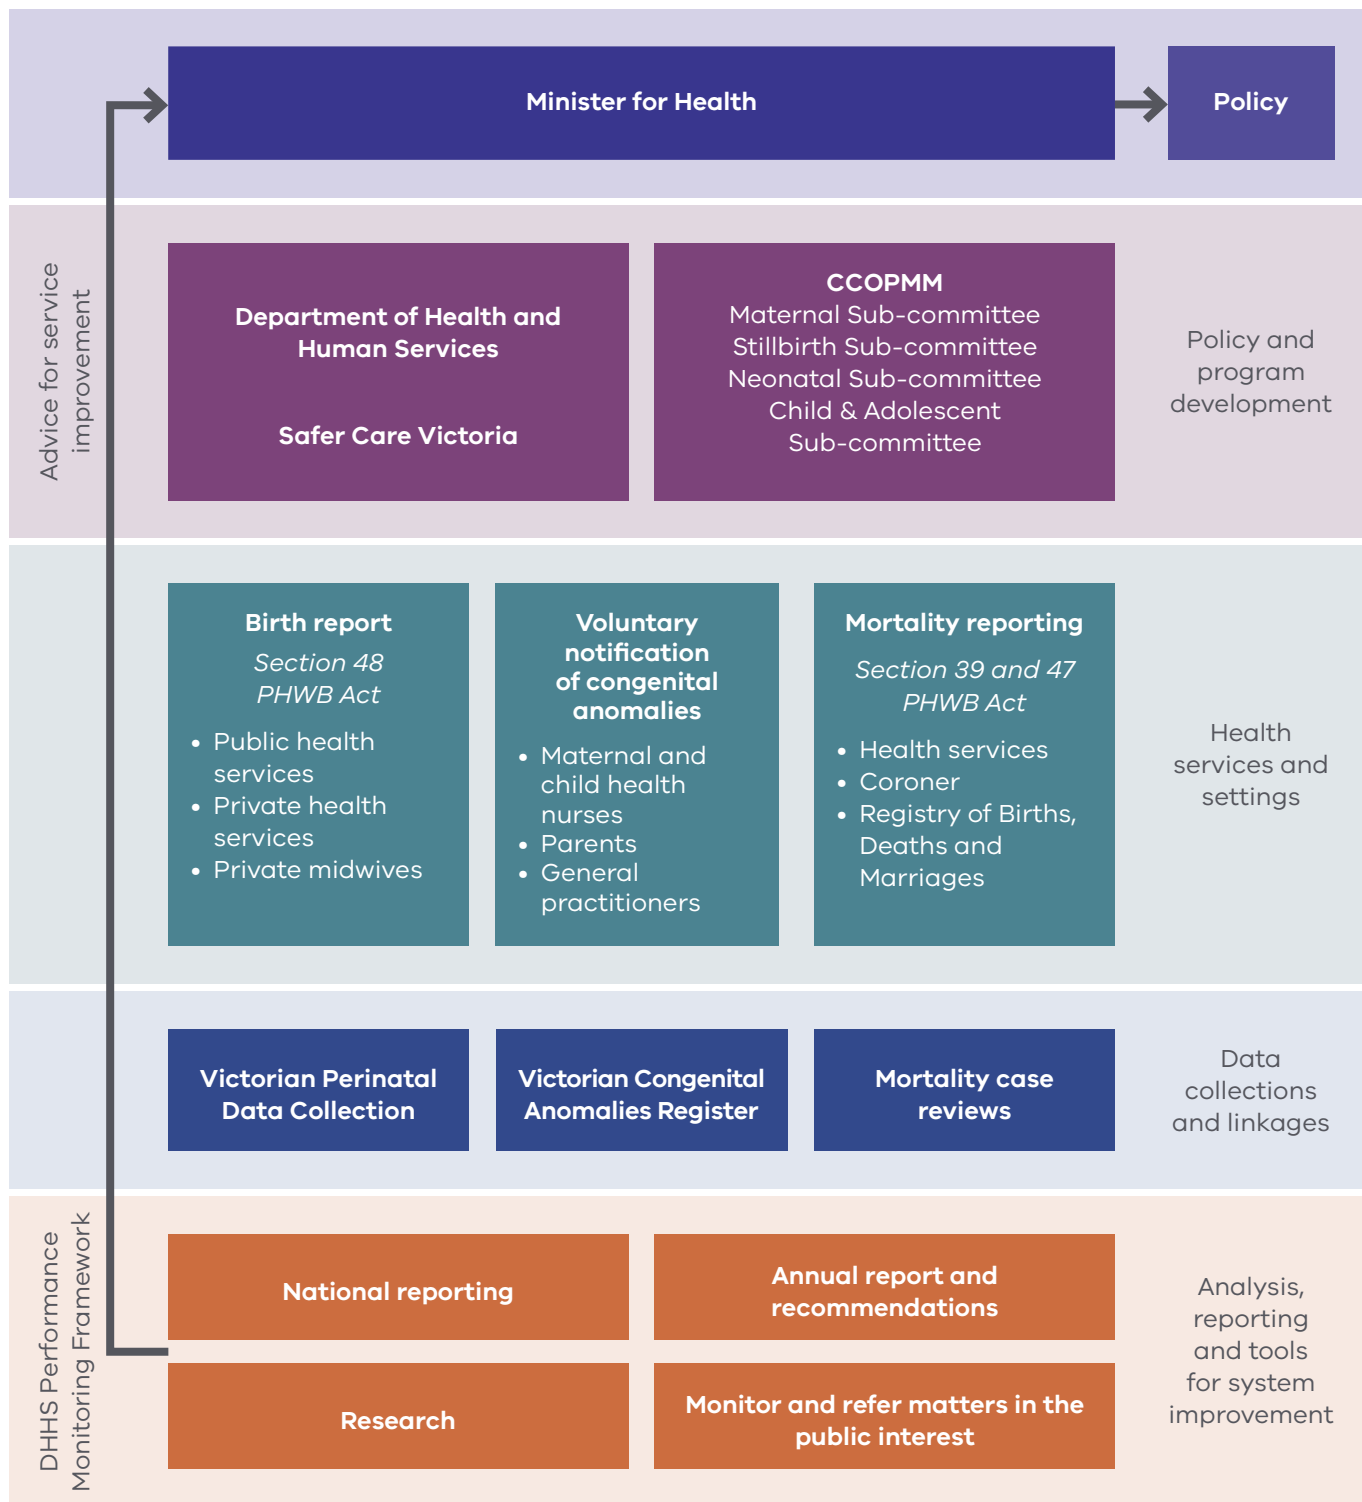 Minister for Health
Policy
Advice for service
improvement
Department of Health and
Human Services
Safer Care Victoria
CCOPMM
Maternal Sub-committee
Stillbirth Sub-committee
Neonatal Sub-committee
Child & Adolescent
Sub-committee
Policy and
program
development
Birth report
Section 48
PHWB Act
• Public health
services
• Private health
services
• Private midwives
Voluntary
notification
of congenital
anomalies
• Maternal and
child health
nurses
• Parents
• General
practitioners
Mortality reporting
Section 39 and 47
PHWB Act
• Health services
• Coroner
• Registry of Births,
Deaths and
Marriages
Health
services and
settings
Victorian Perinatal
Data Collection
Victorian Congenital
Anomalies Register
Mortality case
reviews
Data
collections
and linkages
DHHS Performance
Monitoring Framework
National reporting
Annual report and
recommendations
Research
Monitor and refer matters in the
public interest
Analysis,
reporting
and tools
for system
improvement